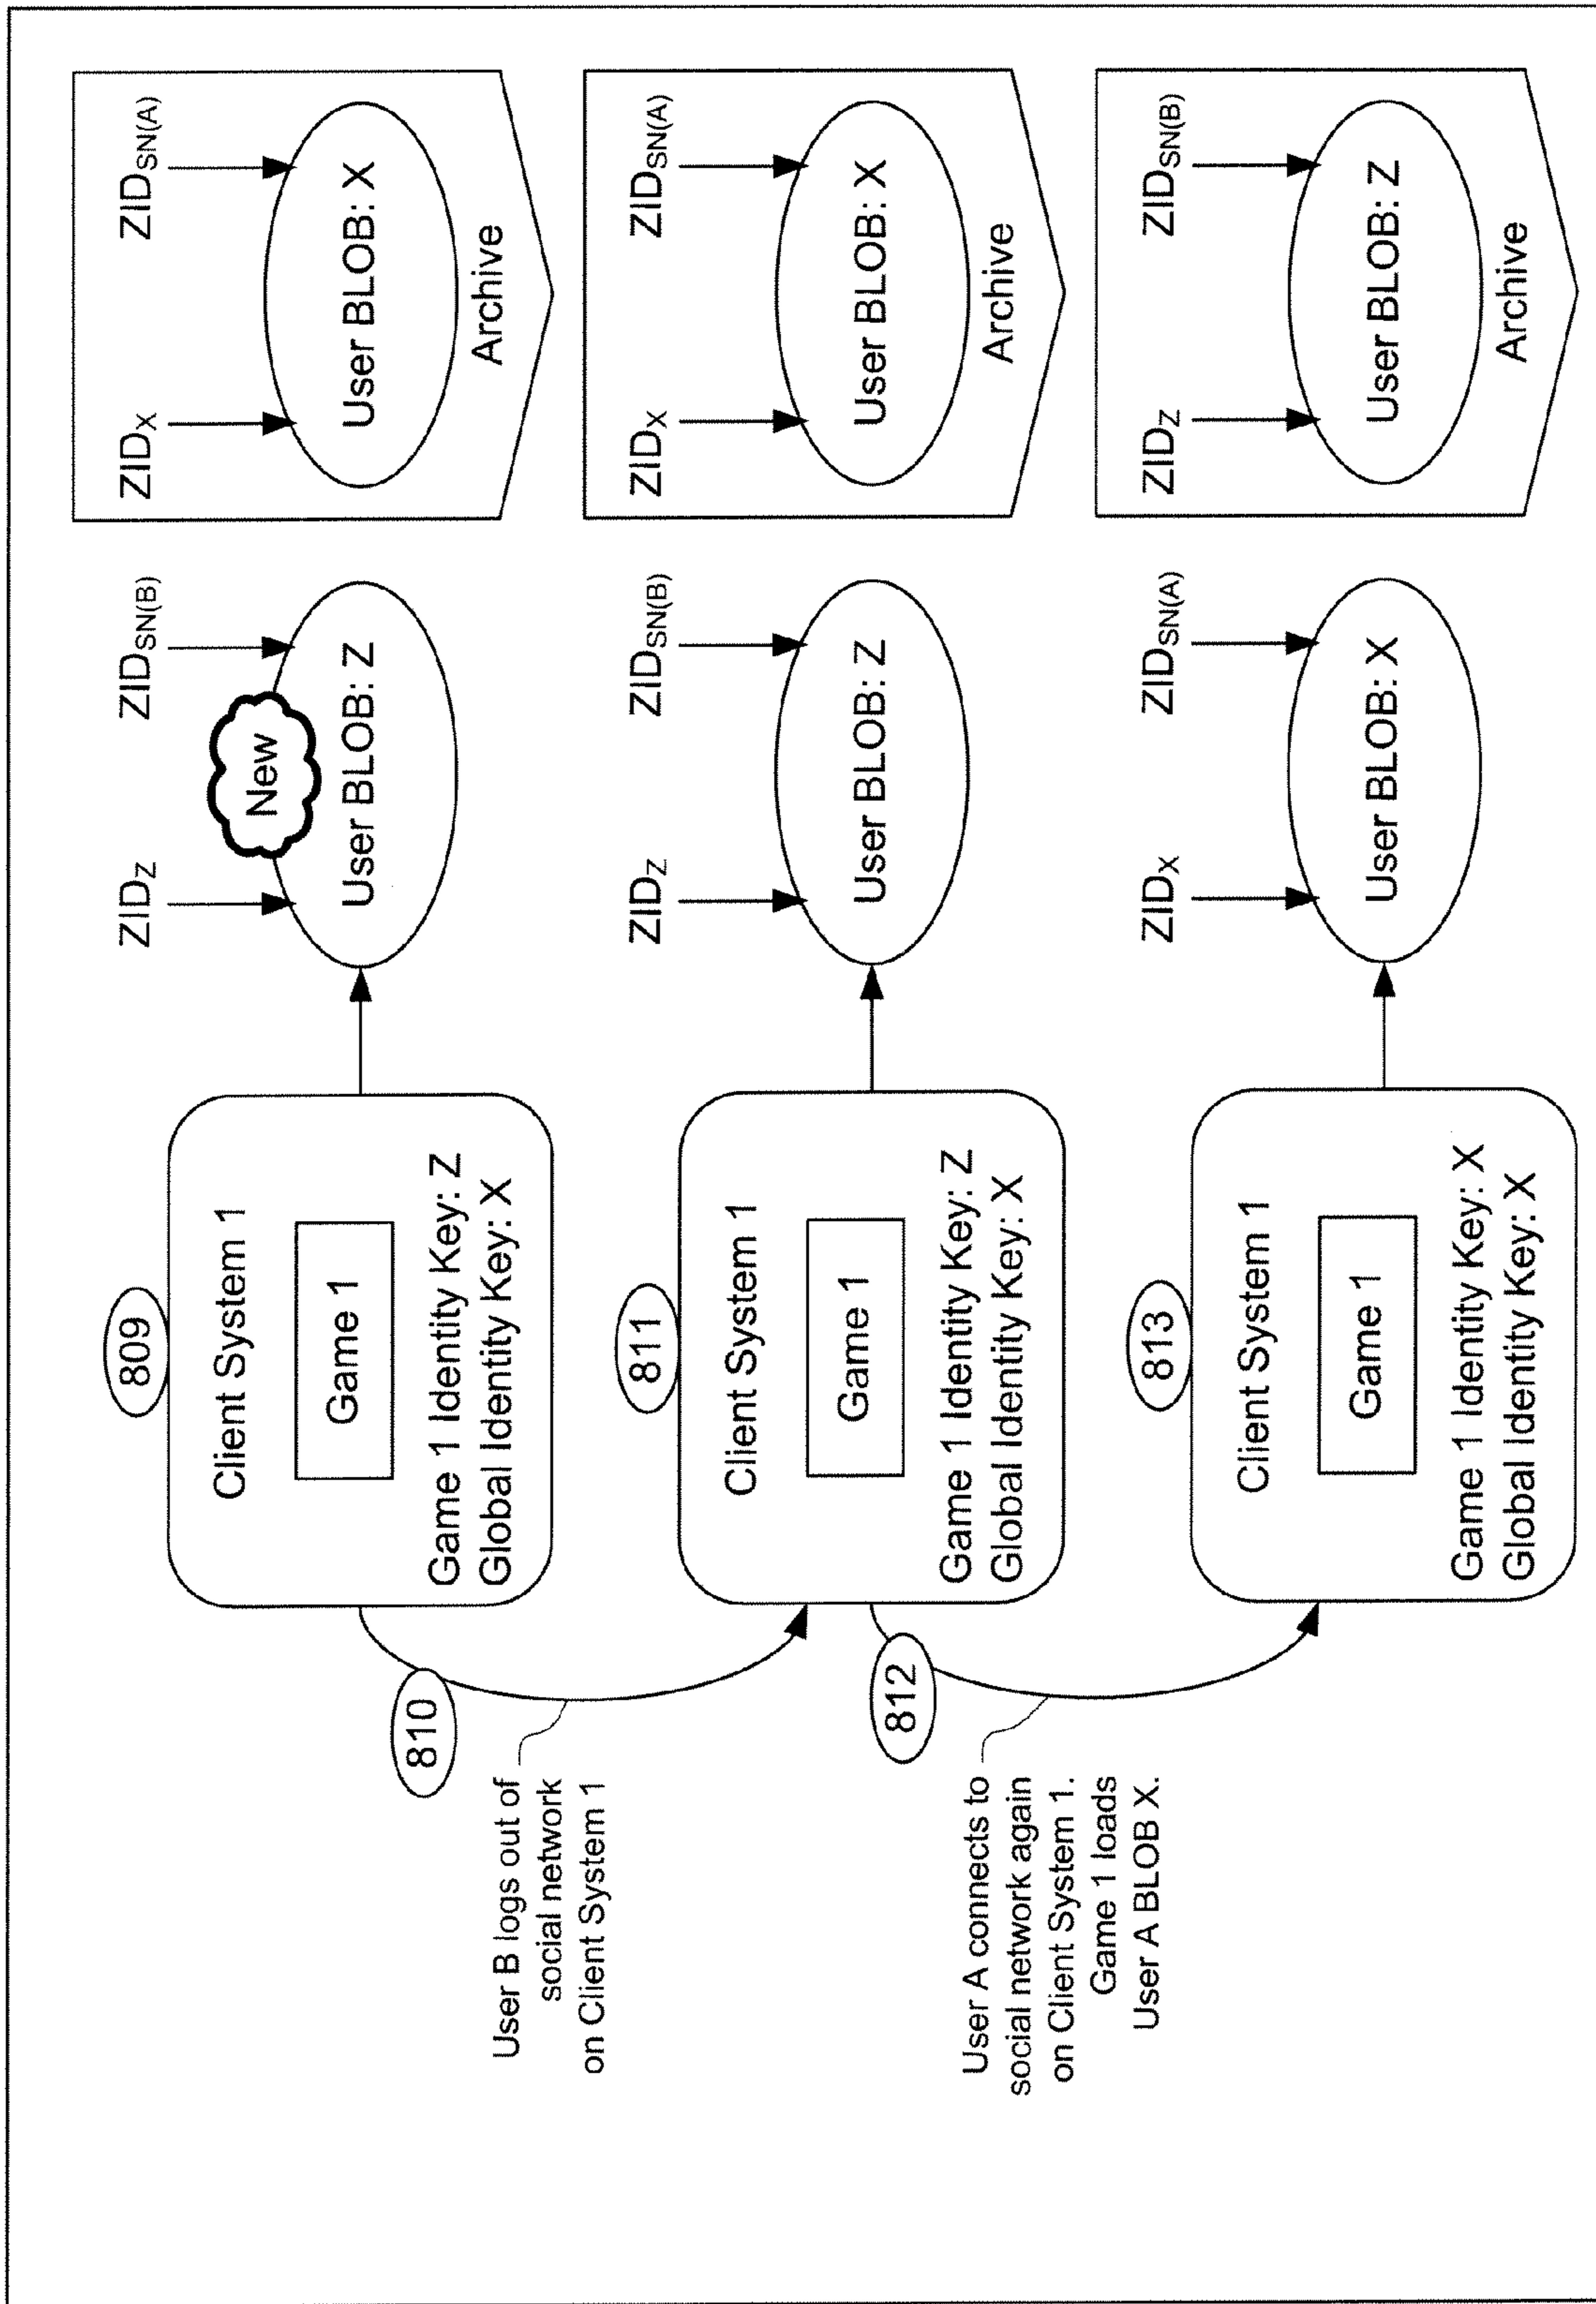 809
Client System 1
Game 1
Game 1 Identity Key: Z
Global Identity Key: X
ZIDZ
ZIDSN(B)
New
User BLOB: Z
ZIDX
ZIDSN(A)
User BLOB: X
Archive
810
User B logs out of
social network
on Client System 1
811
Client System 1
Game 1
Game 1 Identity Key: Z
Global Identity Key: X
ZIDZ
ZIDSN(B)
User BLOB: Z
ZIDX
ZIDSN(A)
User BLOB: X
Archive
812
User A connects to
social network again
on Client System 1.
Game 1 loads
User A BLOB X.
813
Client System 1
Game 1
Game 1 Identity Key: X
Global Identity Key: X
ZIDX
ZIDSN(A)
User BLOB: X
ZIDZ
ZIDSN(B)
User BLOB: Z
Archive